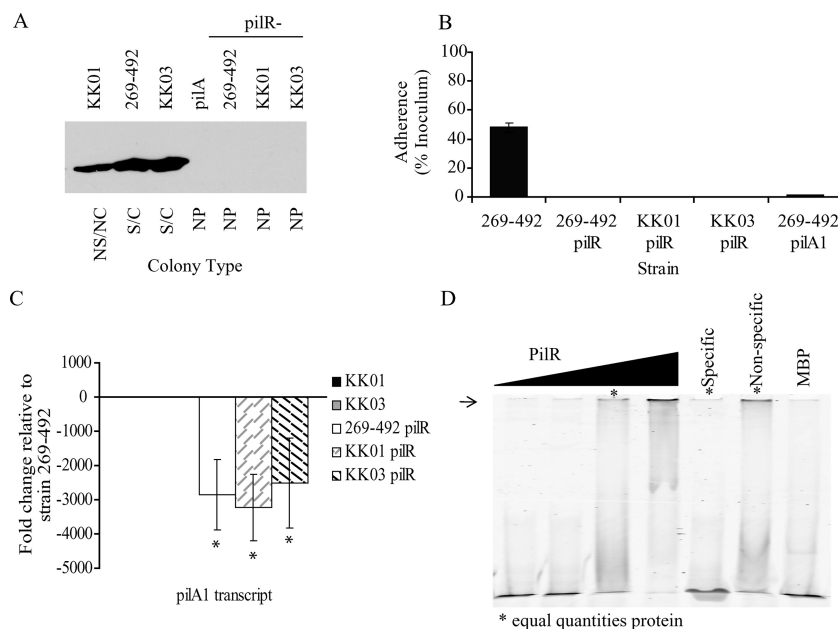 A
pilR-
KK01
269-492
KK03
pilA
269-492
KK01
KK03
NS/NC
S/C
S/C
NP
NP
NP
NP
Colony Type
B
Adherence
(% Inoculum)
100
80
60
40
20
0
269-492
269-492
pilR
KK01
pilR
KK03
pilR
269-492
pilA1
Strain
C
Fold change relative to
strain 269-492
1000
0
-1000
-2000
-3000
-4000
-5000
*
*
*
pilA1 transcript
KK01
KK03
269-492 pilR
KK01 pilR
KK03 pilR
D
PilR
*
*Specific
*Non-specific
MBP
* equal quantities protein